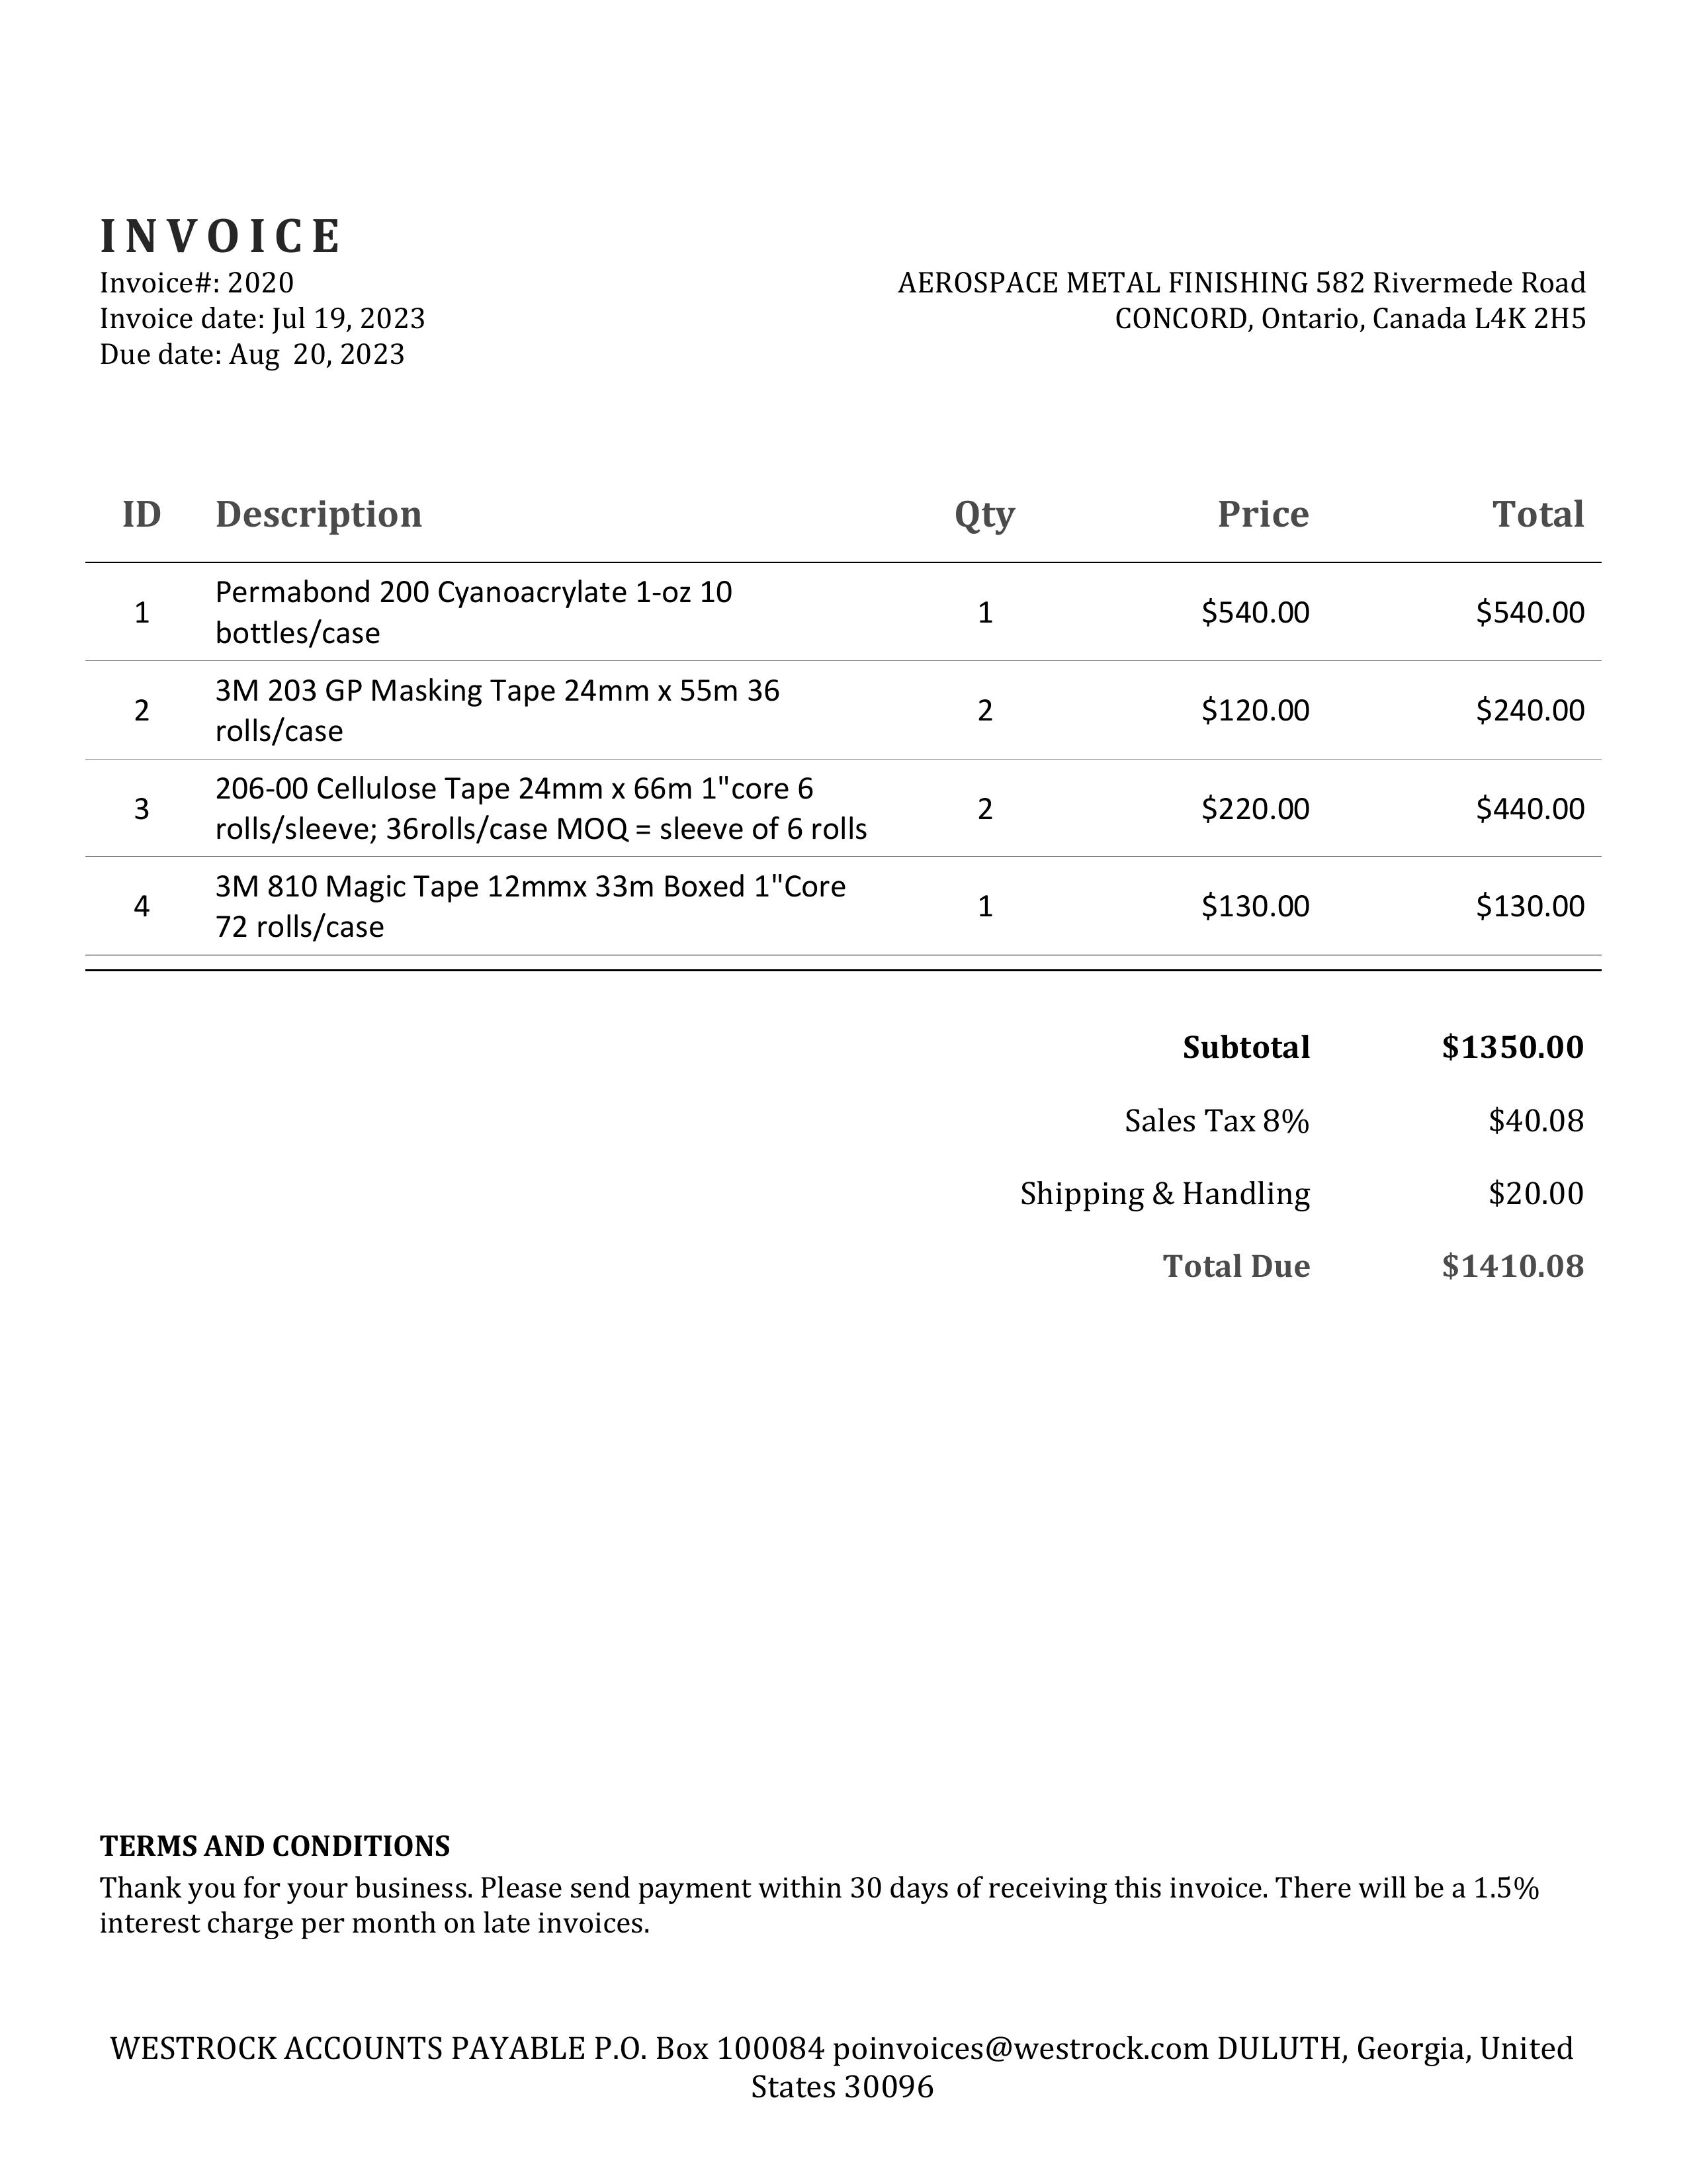 INVOICE
Invoice#: 2020
Invoice date: Jul 19, 2023
Due date: Aug  20, 2023
AEROSPACE METAL FINISHING 582 Rivermede Road
CONCORD, Ontario, Canada L4K 2H5
ID Description Qty Price Total
1 Permabond 200 Cyanoacrylate 1-oz 10
bottles/case 1 $540.00 $540.00
2 3M 203 GP Masking Tape 24mm x 55m 36
rolls/case 2 $120.00 $240.00
3 206-00 Cellulose Tape 24mm x 66m 1"core 6
rolls/sleeve; 36rolls/case MOQ = sleeve of 6 rolls 2 $220.00 $440.00
4 3M 810 Magic Tape 12mmx 33m Boxed 1"Core
72 rolls/case 1 $130.00 $130.00
Subtotal $1350.00
Sales Tax 8% $40.08
Shipping & Handling $20.00
Total Due $1410.08
TERMS AND CONDITIONS
Thank you for your business. Please send payment within 30 days of receiving this invoice. There will be a 1.5%
interest charge per month on late invoices.
WESTROCK ACCOUNTS PAYABLE P.O. Box 100084 poinvoices@westrock.com DULUTH, Georgia, United
States 30096